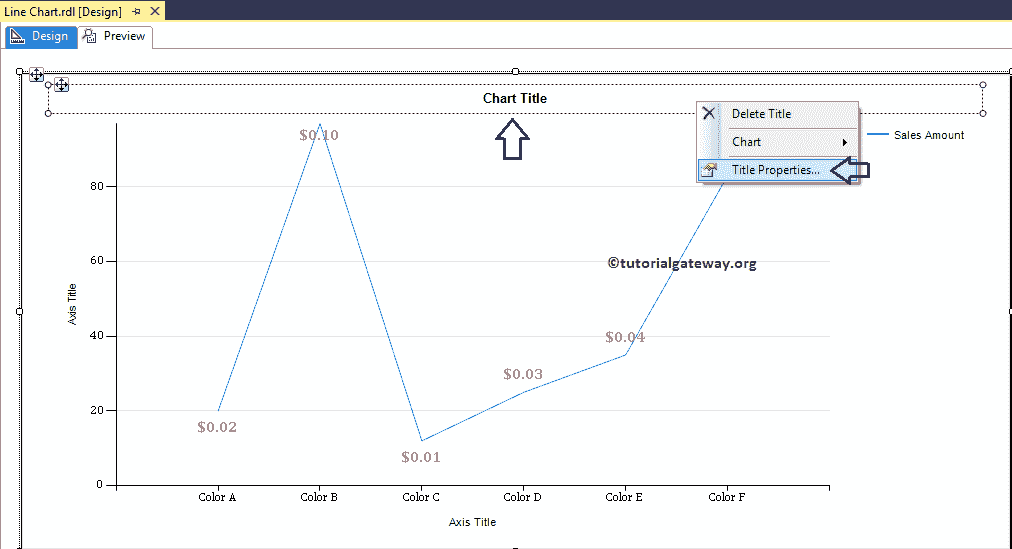 Line Chart.rdl [Design]
Design Preview
Chart Title
Delete Title
Chart
Title Properties...
Sales Amount
$0.10
80
60
©tutorialgateway.org
Axis Title
40
$0.04
$0.03
20
$0.02
$0.01
0
Color A Color B Color C Color D Color E Color F
Axis Title